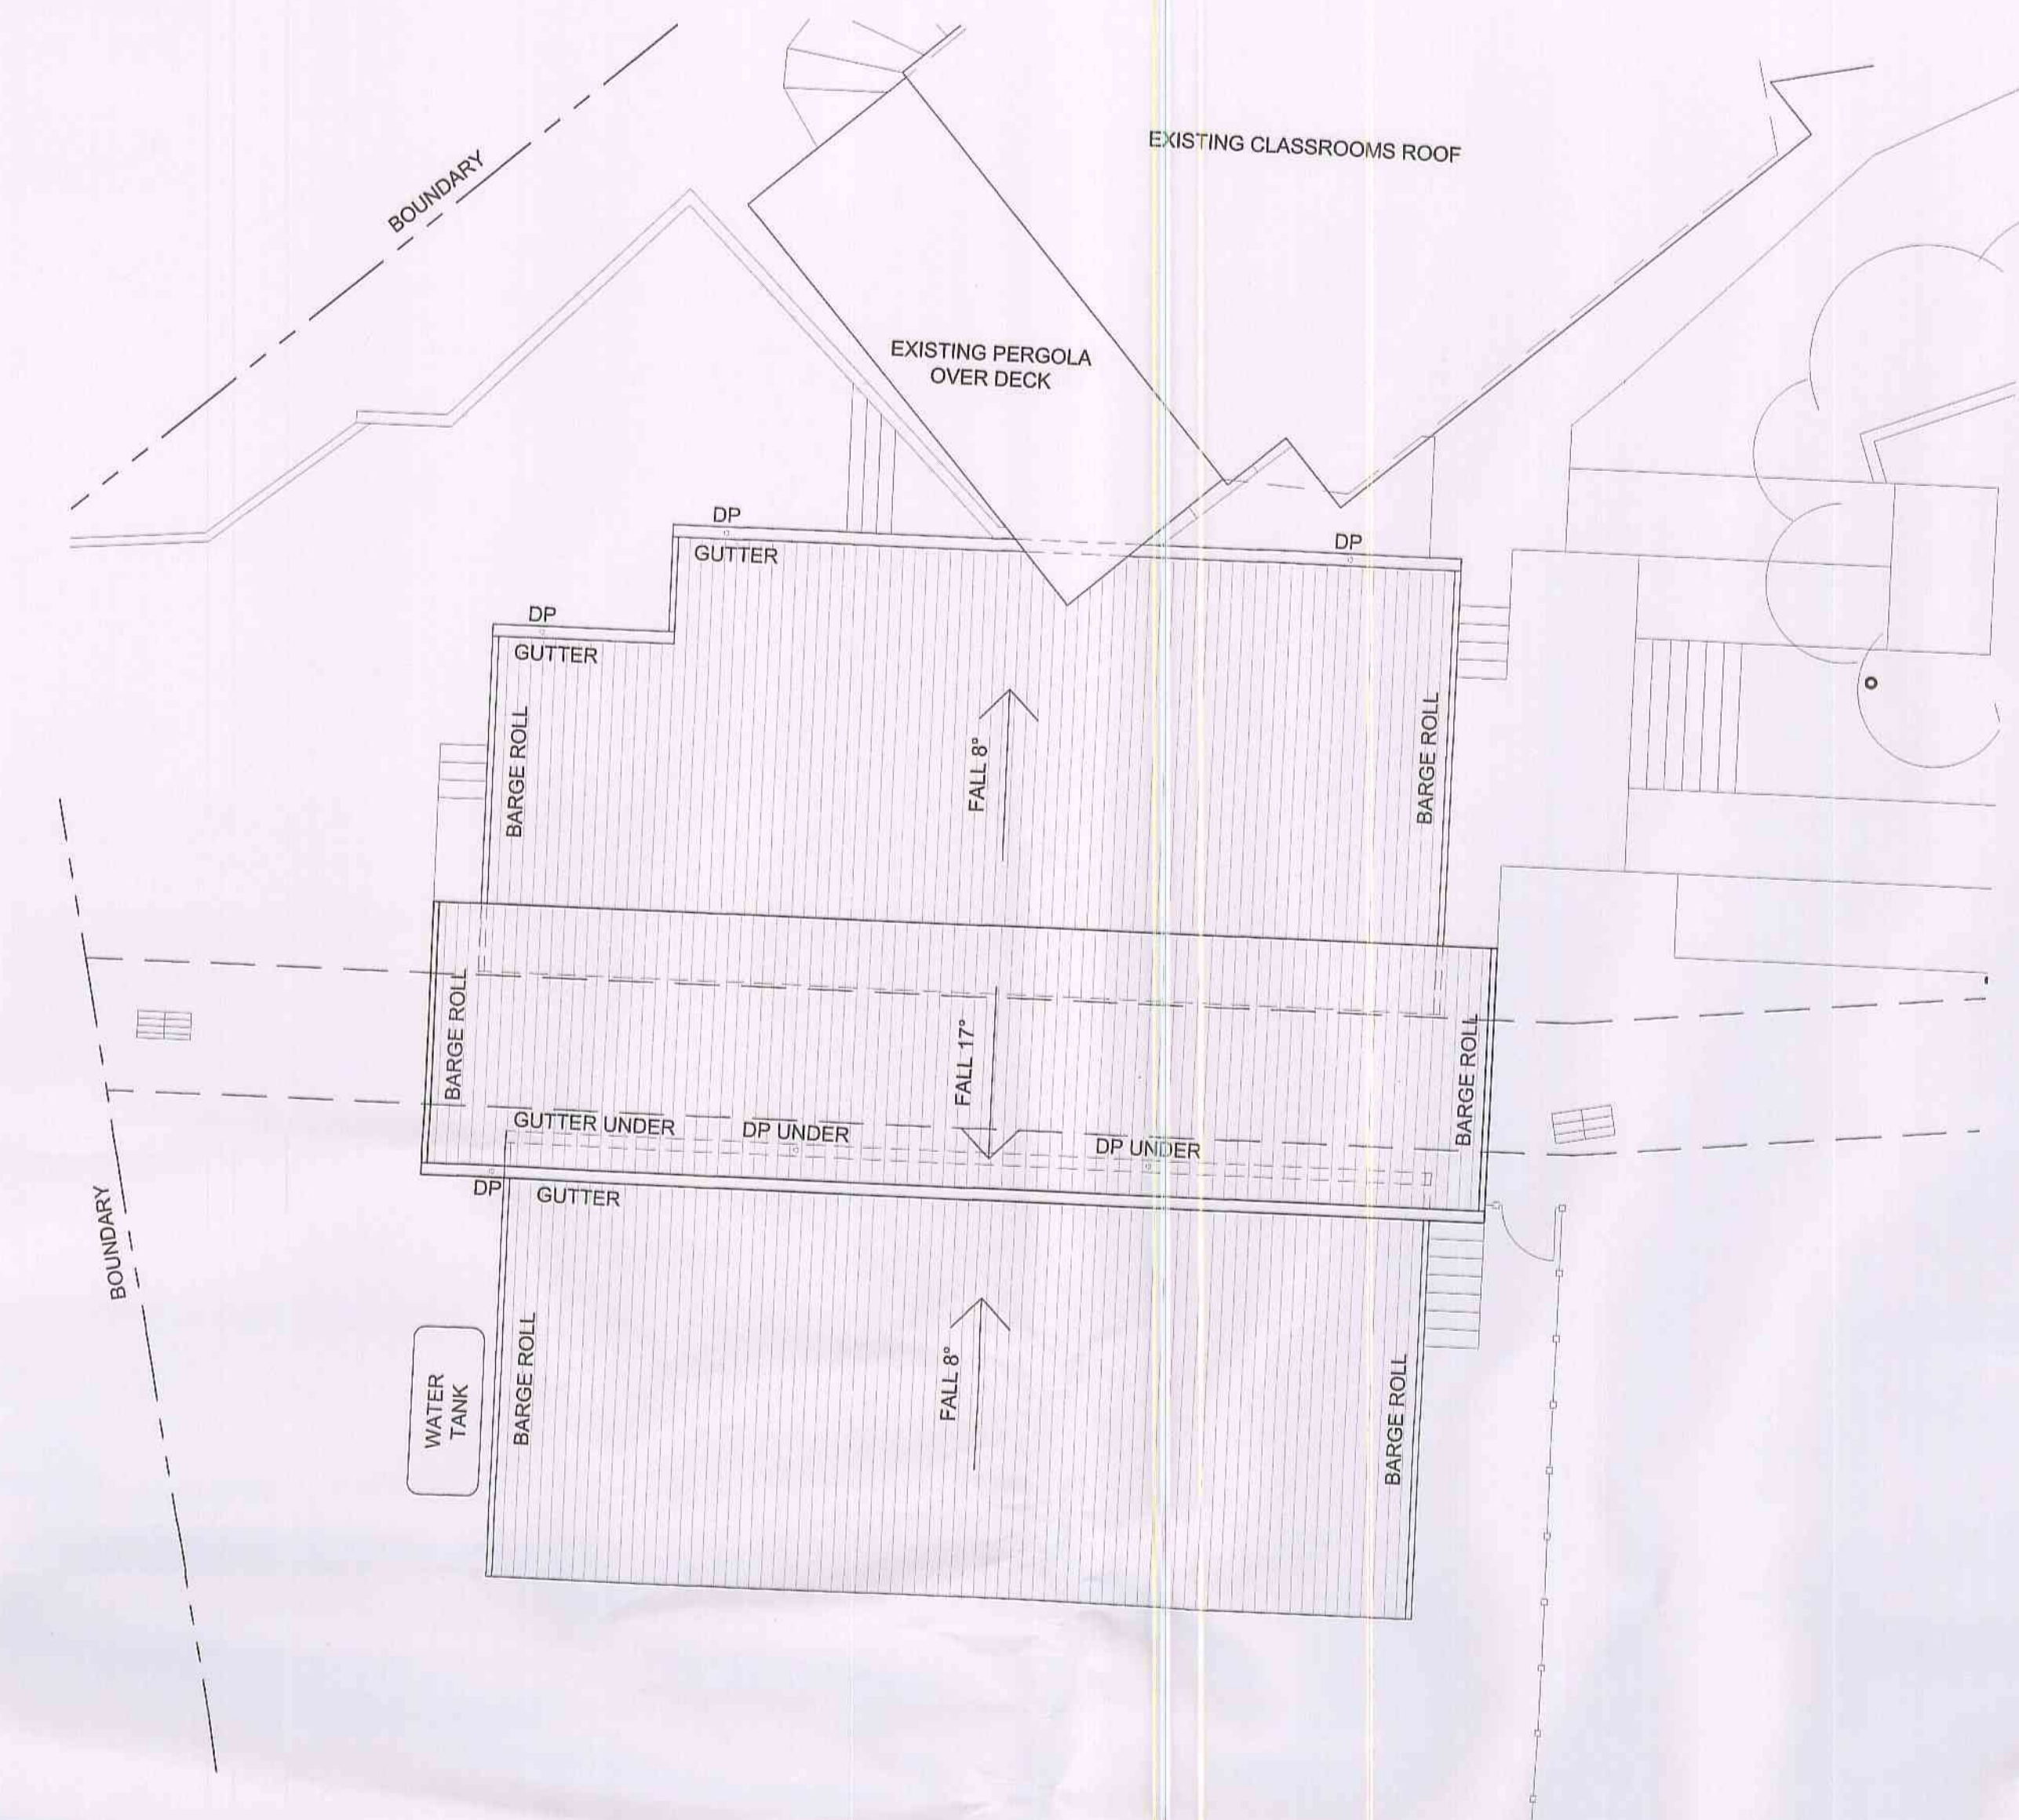 EXISTING CLASSROOMS ROOF
BOUNDARY
EXISTING PERGOLA
OVER DECK
DP
GUTTER
DP
DP
GUTTER
BARGE ROLL
FALL 8°
BARGE ROLL
BARGE ROLL
FALL 17°
BARGE ROLL
GUTTER UNDER
DP UNDER
DP UNDER
DP
GUTTER
BOUNDARY
WATER
TANK
BARGE ROLL
FALL 8°
BARGE ROLL